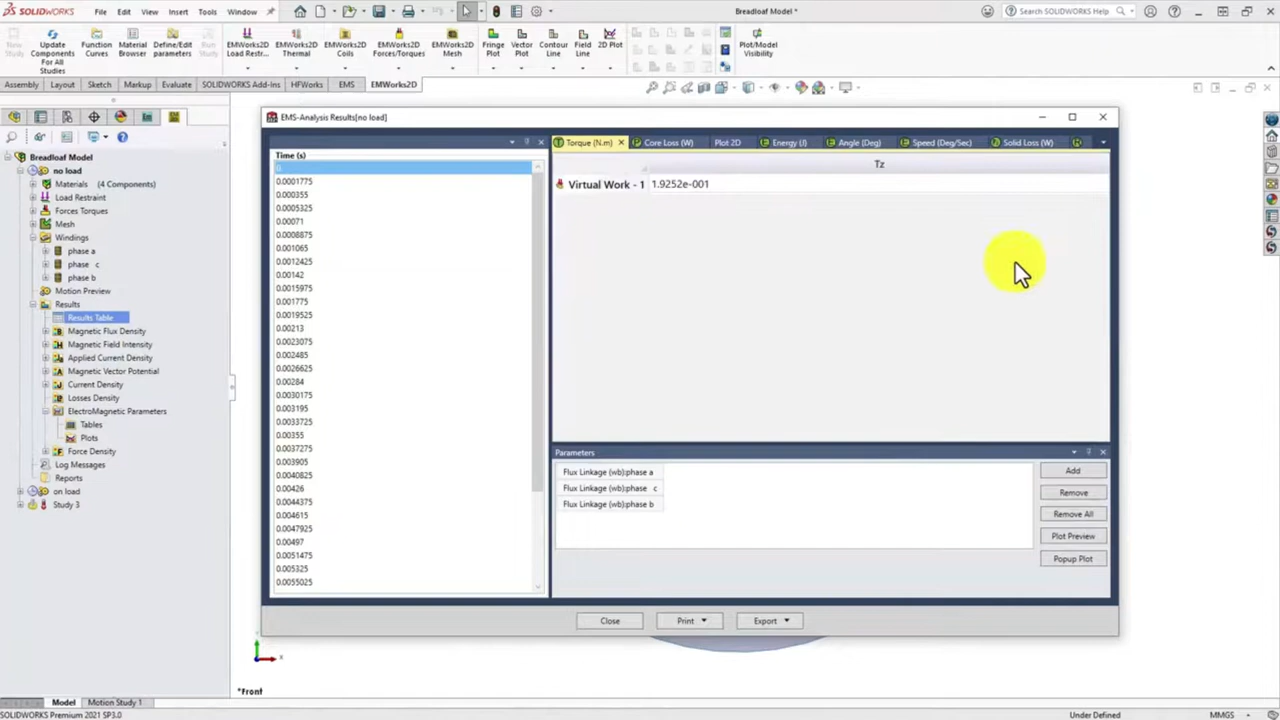 SOLIDWORKS File Edit View Insert Tools Window Breadloaf Model * Search SOLIDWORKS Help
New Study Update Components For All Studies Function Curves Material Browser Define/Edit parameters Run Study EMWorks2D Load Restr... EMWorks2D Thermal EMWorks2D Coils EMWorks2D Forces/Torques EMWorks2D Mesh Fringe Plot Vector Plot Contour Line Field Line 2D Plot Plot/Model Visibility
Assembly Layout Sketch Markup Evaluate SOLIDWORKS Add-Ins HFWorks EMS EMWorks2D
Breadloaf Model
no load
Materials (4 Components)
Load Restraint
Forces Torques
Mesh
Windings
phase a
phase c
phase b
Motion Preview
Results
Results Table
Magnetic Flux Density
Magnetic Field Intensity
Applied Current Density
Magnetic Vector Potential
Current Density
Losses Density
ElectroMagnetic Parameters
Tables
Plots
Force Density
Log Messages
Reports
on load
Study 3
EMS-Analysis Results[no load]
Time (s)
0.0001775
0.000355
0.0005325
0.00071
0.0008875
0.001065
0.0012425
0.00142
0.0015975
0.001775
0.0019525
0.00213
0.0023075
0.002485
0.0026625
0.00284
0.0030175
0.003195
0.0033725
0.00355
0.0037275
0.003905
0.0040825
0.00426
0.0044375
0.004615
0.0047925
0.00497
0.0051475
0.005325
0.0055025
Torque (N.m) Core Loss (W) Plot 2D Energy (J) Angle (Deg) Speed (Deg/Sec) Solid Loss (W)
Tz
Virtual Work - 1 1.9252e-001
Parameters
Flux Linkage (wb):phase a
Flux Linkage (wb):phase c
Flux Linkage (wb):phase b
Add
Remove
Remove All
Plot Preview
Popup Plot
Close Print Export
x
*Front
Model Motion Study 1
SOLIDWORKS Premium 2021 SP3.0 Under Defined MMGS